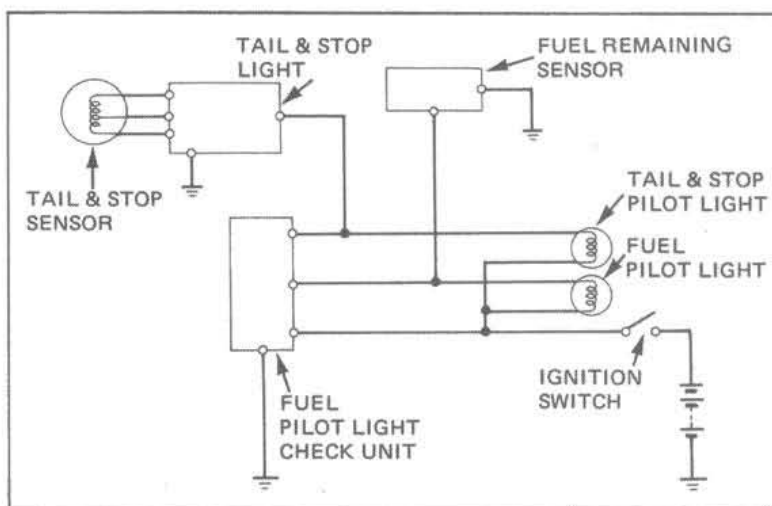 TAIL & STOP
LIGHT
FUEL REMAINING
SENSOR
TAIL & STOP
SENSOR
TAIL & STOP
PILOT LIGHT
FUEL
PILOT LIGHT
IGNITION
SWITCH
FUEL
PILOT LIGHT
CHECK UNIT